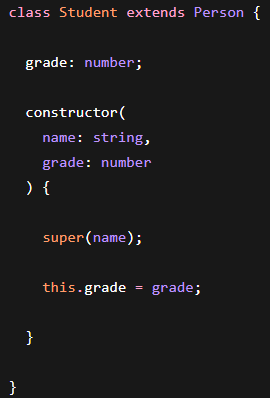 class Student extends Person {
grade: number;
constructor(
name: string,
grade: number
) {
super(name);
this.grade = grade;
}
}